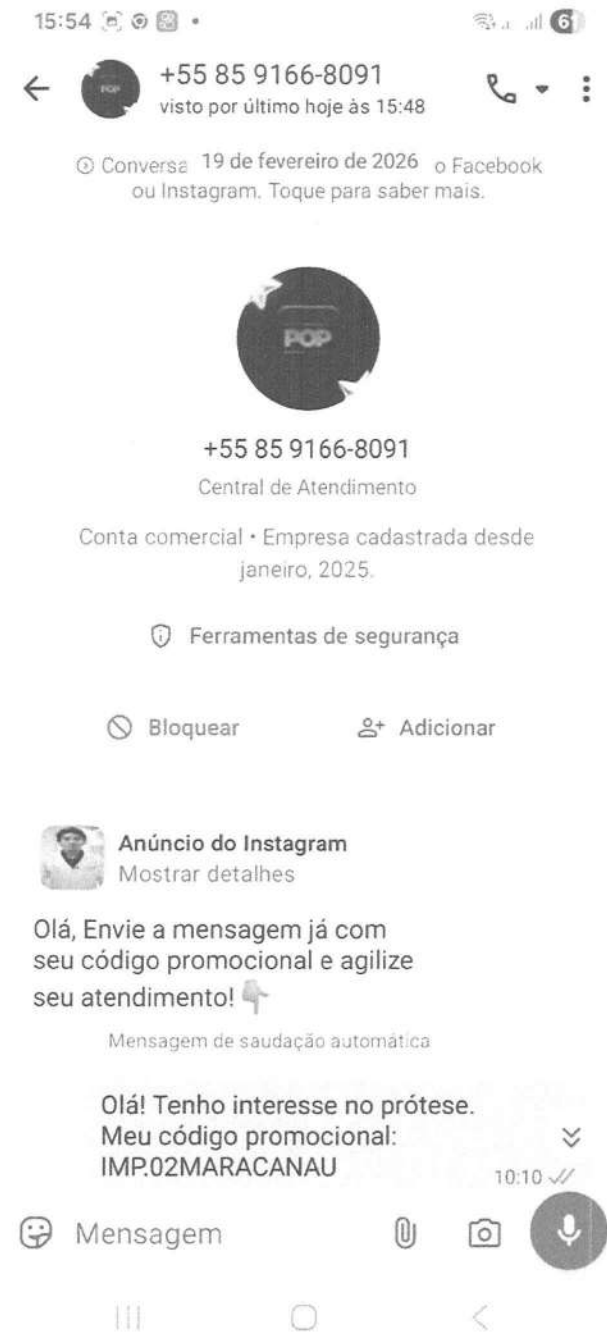 15:54
61
+55 85 9166-8091
visto por último hoje às 15:48
Conversa 19 de fevereiro de 2026 o Facebook
ou Instagram. Toque para saber mais.
POP
+55 85 9166-8091
Central de Atendimento
Conta comercial • Empresa cadastrada desde
janeiro, 2025.
Ferramentas de segurança
Bloquear
Adicionar
Anúncio do Instagram
Mostrar detalhes
Olá, Envie a mensagem já com
seu código promocional e agilize
seu atendimento! 👇
Mensagem de saudação automática
Olá! Tenho interesse no prótese.
Meu código promocional:
IMP.02MARACANAU
10:10
Mensagem